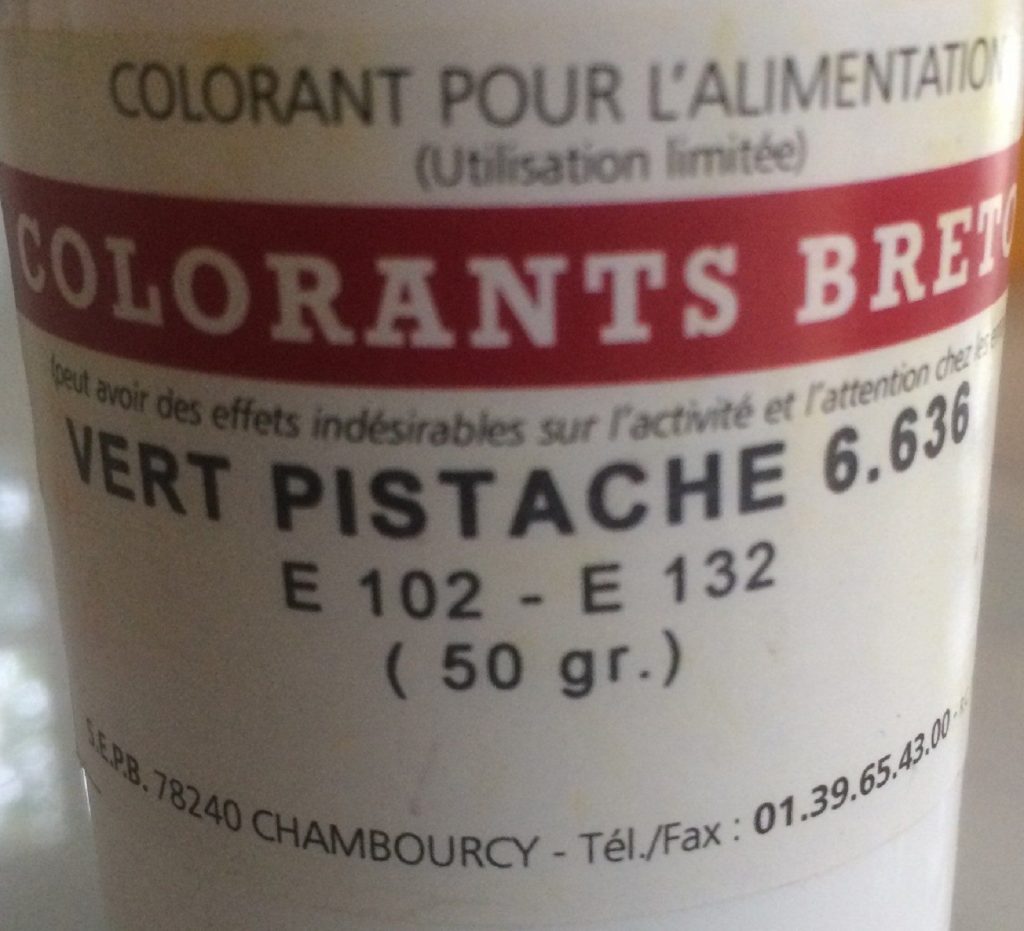 COLORANT POUR L'ALIMENTATION
(Utilisation limitée)
COLORANTS BRETO
(peut avoir des effets indésirables sur l'activité et l'attention chez les
VERT PISTACHE 6.636
E 102 - E 132
( 50 gr.)
S.E.P.B. 78240 CHAMBOURCY - Tél./Fax : 01.39.65.43.00 -